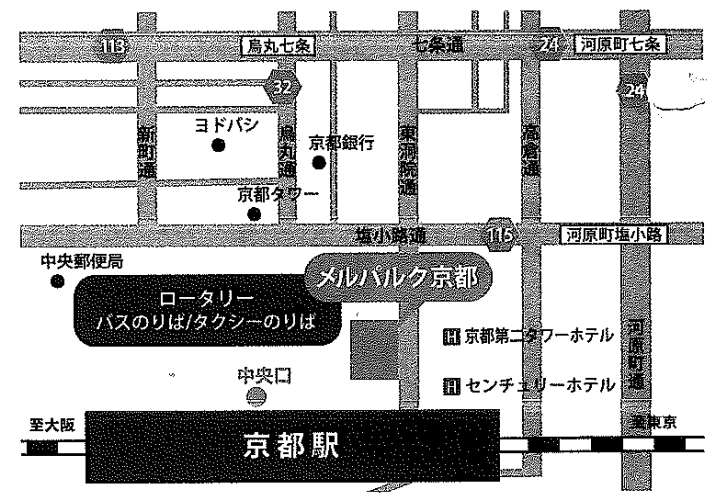 113
烏丸七条
七条通
24
河原町七条
32
24
新町通
ヨドバシ
烏丸通
京都銀行
東洞院通
高倉通
京都タワー
塩小路通
115
河原町塩小路
中央郵便局
メルパルク京都
ロータリー
バスのりば/タクシーのりば
H 京都第二タワーホテル
河原町通
中央口
H センチュリーホテル
至大阪
至東京
京都駅